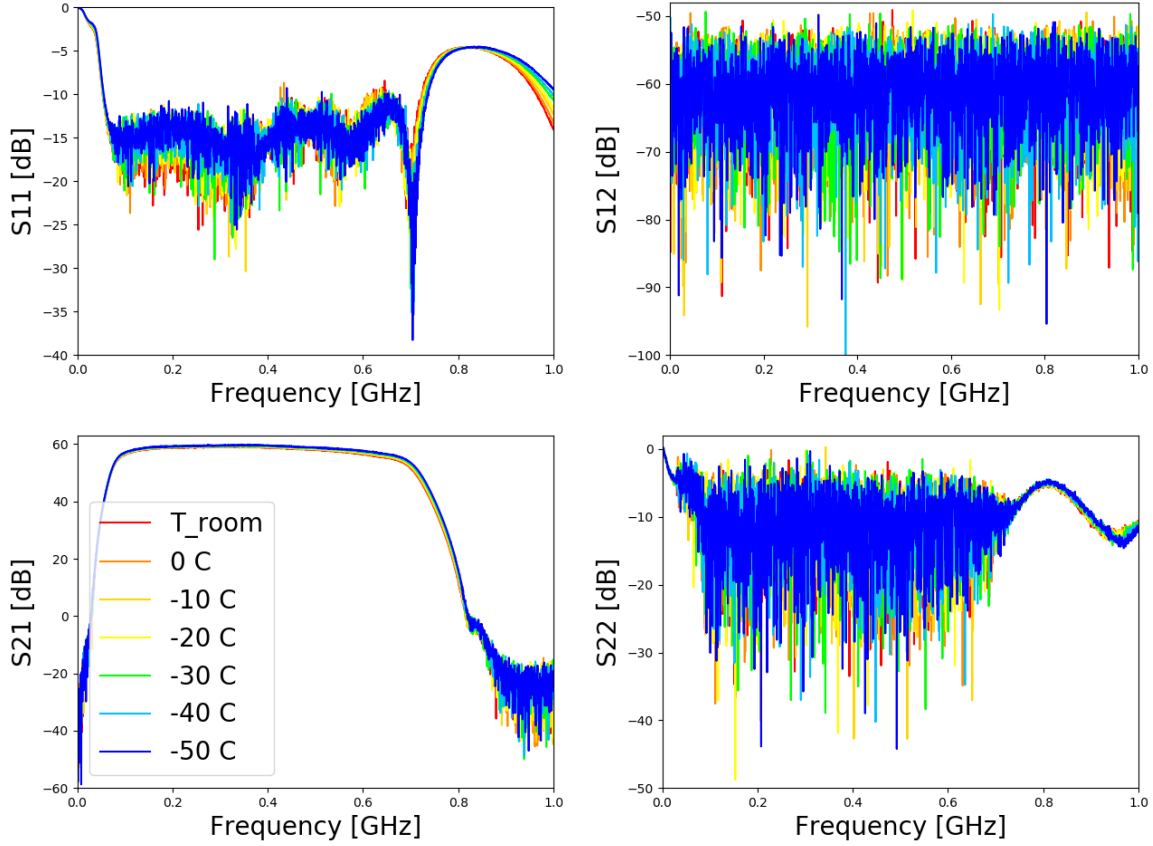 0
−5
−10
−15
−20
−25
−30
−35
−40
S11 [dB]
0.0 0.2 0.4 0.6 0.8 1.0
Frequency [GHz]
−50
−60
−70
−80
−90
−100
S12 [dB]
0.0 0.2 0.4 0.6 0.8 1.0
Frequency [GHz]
60
40
20
0
−20
−40
−60
S21 [dB]
T_room
0 C
-10 C
-20 C
-30 C
-40 C
-50 C
0.0 0.2 0.4 0.6 0.8 1.0
Frequency [GHz]
0
−10
−20
−30
−40
−50
S22 [dB]
0.0 0.2 0.4 0.6 0.8 1.0
Frequency [GHz]